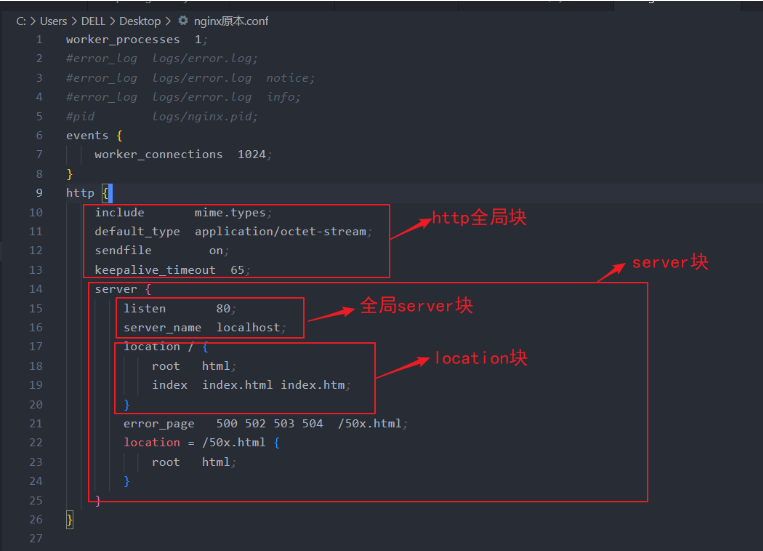 C: > Users > DELL > Desktop > nginx原本.conf
1 worker_processes 1;
2 #error_log logs/error.log;
3 #error_log logs/error.log notice;
4 #error_log logs/error.log info;
5 #pid logs/nginx.pid;
6 events {
7 worker_connections 1024;
8 }
9 http {
10 include mime.types;
http全局块
11 default_type application/octet-stream;
12 sendfile on;
13 keepalive_timeout 65;
server块
14 server {
15 listen 80;
全局server块
16 server_name localhost;
17 location / {
location块
18 root html;
19 index index.html index.htm;
20 }
21 error_page 500 502 503 504 /50x.html;
22 location = /50x.html {
23 root html;
24 }
25 }
26 }
27